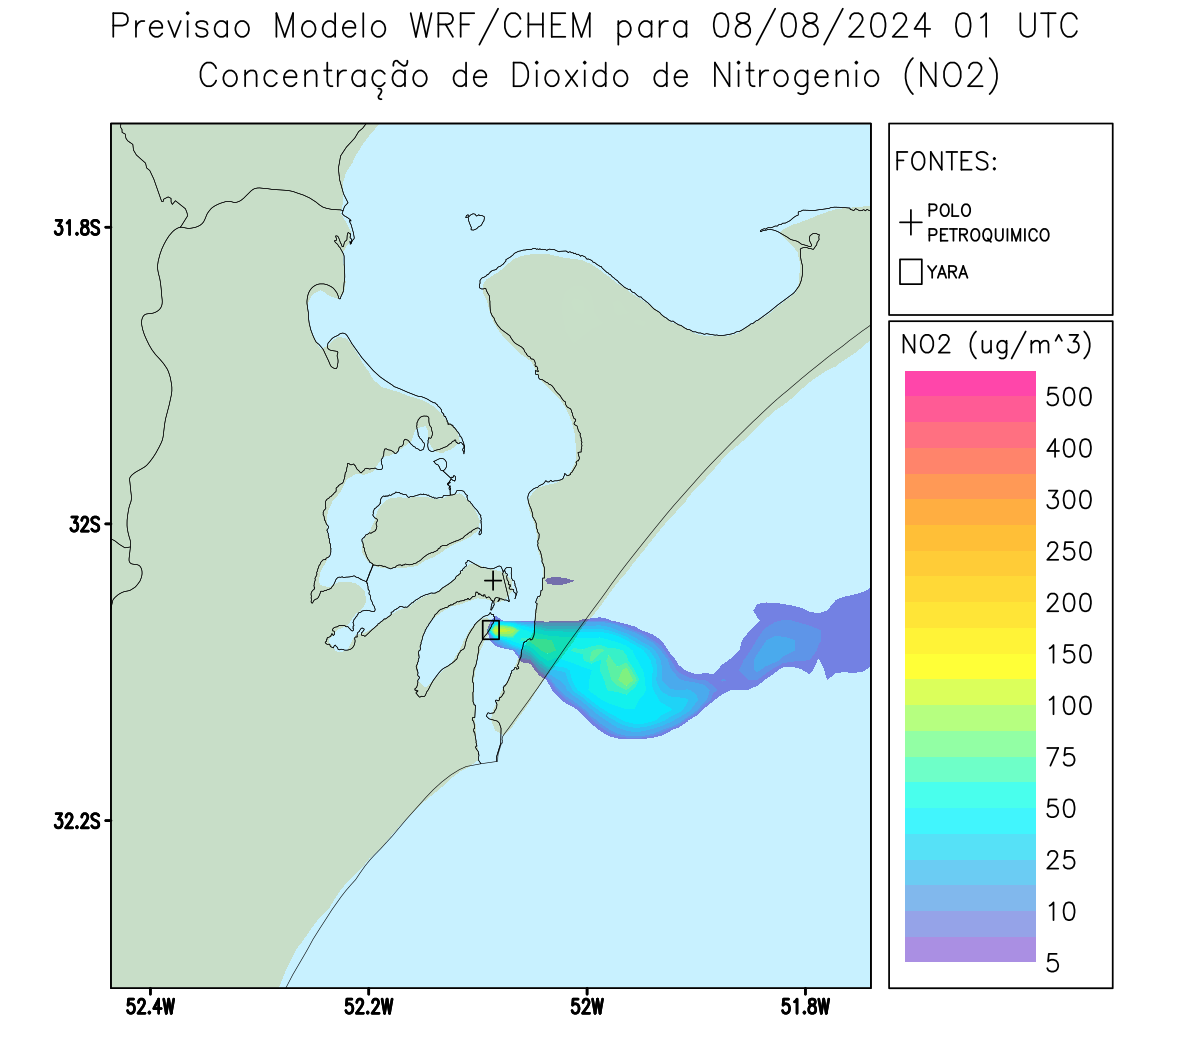 Previsao Modelo WRF/CHEM para 08/08/2024 01 UTC
Concentração de Dioxido de Nitrogenio (NO2)
FONTES:
POLO
PETROQUIMICO
YARA
NO2 (ug/m^3)
500
400
300
250
200
150
100
75
50
25
10
5
31.8S
32S
32.2S
52.4W
52.2W
52W
51.8W